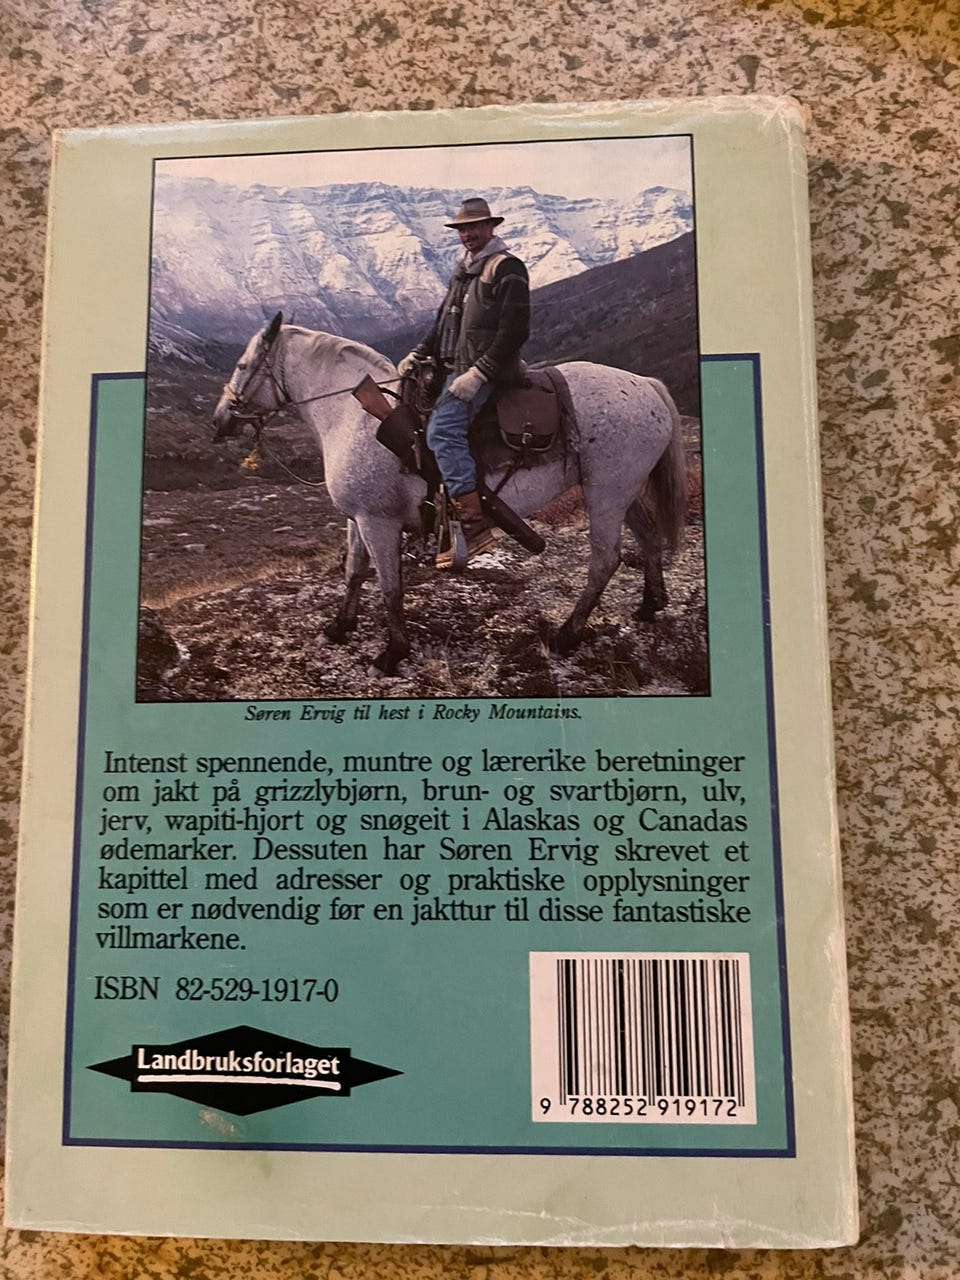 Søren Ervig til hest i Rocky Mountains.
Intenst spennende, muntre og lærerike beretninger
om jakt på grizzlybjørn, brun- og svartbjørn, ulv,
jerv, wapiti-hjort og snøgeit i Alaskas og Canadas
ødemarker. Dessuten har Søren Ervig skrevet et
kapittel med adresser og praktiske opplysninger
som er nødvendig før en jakttur til disse fantastiske
villmarkene.
ISBN 82-529-1917-0
Landbruksforlaget
9 788252 919172